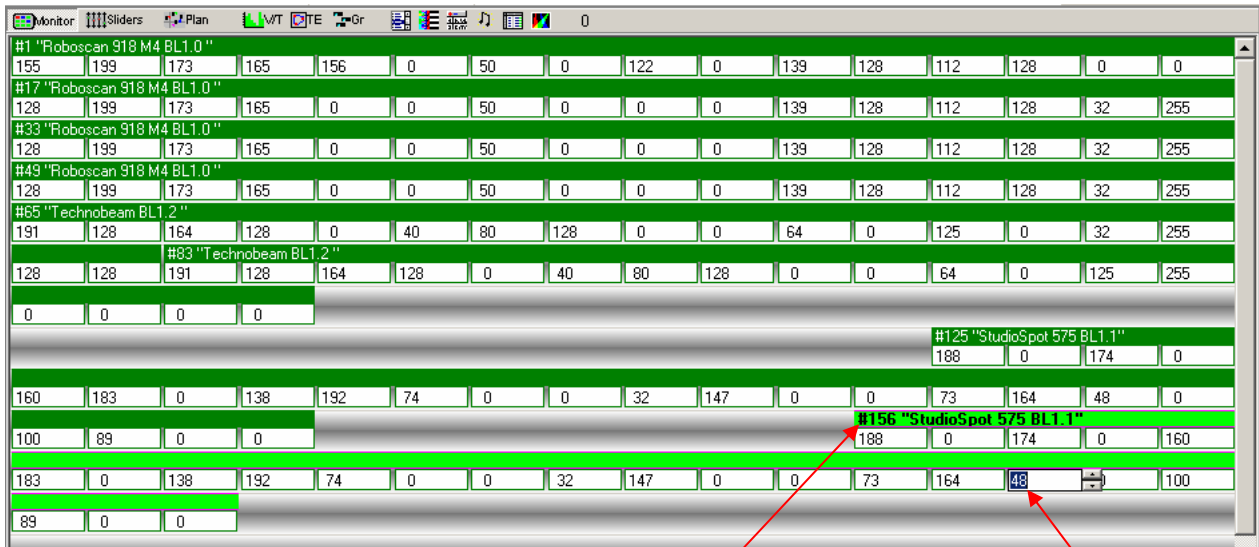 Monitor Sliders Plan V/T TE Gr 0
#1 "Roboscan 918 M4 BL1.0 "
155 199 173 165 156 0 50 0 122 0 139 128 112 128 0 0
#17 "Roboscan 918 M4 BL1.0 "
128 199 173 165 0 0 50 0 0 0 139 128 112 128 32 255
#33 "Roboscan 918 M4 BL1.0 "
128 199 173 165 0 0 50 0 0 0 139 128 112 128 32 255
#49 "Roboscan 918 M4 BL1.0 "
128 199 173 165 0 0 50 0 0 0 139 128 112 128 32 255
#65 "Technobeam BL1.2 "
191 128 164 128 0 40 80 128 0 0 64 0 125 0 32 255
#83 "Technobeam BL1.2 "
128 128 191 128 164 128 0 40 80 128 0 0 64 0 125 255
0 0 0 0
#125 "StudioSpot 575 BL1.1"
188 0 174 0
160 183 0 138 192 74 0 0 32 147 0 0 73 164 48 0
#156 "StudioSpot 575 BL1.1"
100 89 0 0 188 0 174 0 160
183 0 138 192 74 0 0 32 147 0 0 73 164 48 100
89 0 0